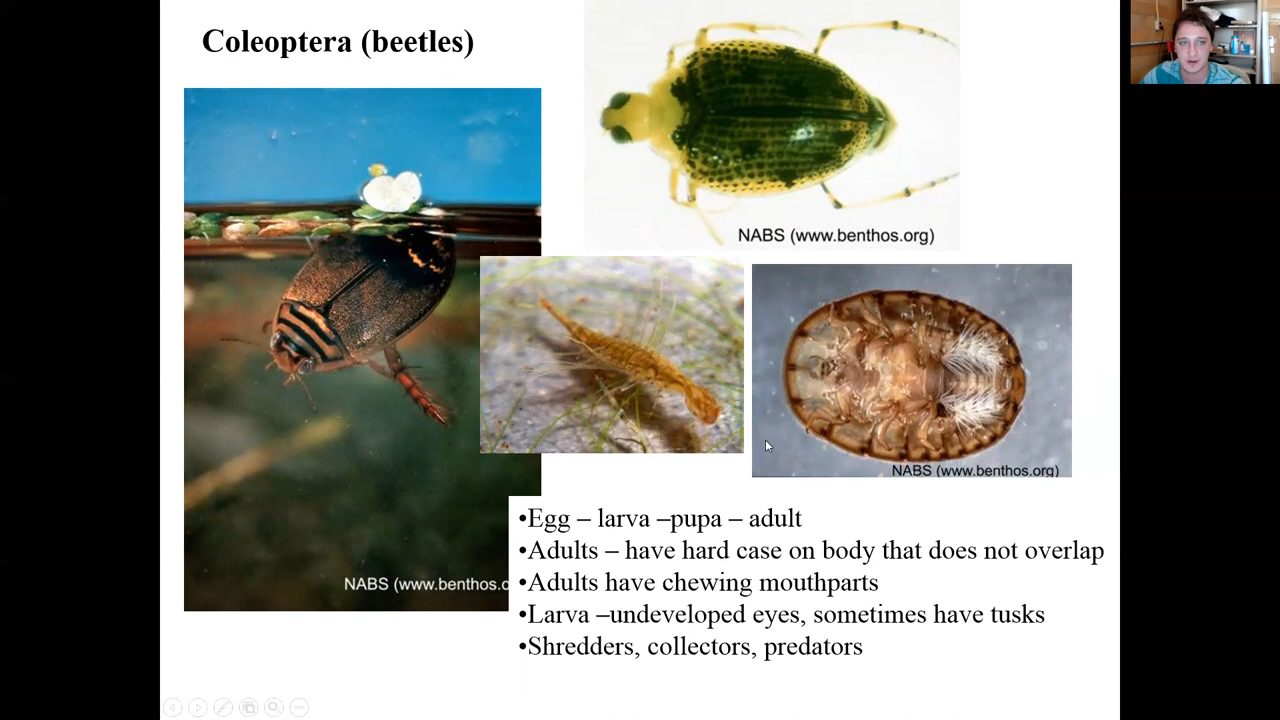 Coleoptera (beetles)
NABS (www.benthos.org)
NABS (www.benthos.org)
NABS (www.benthos.o
•Egg – larva –pupa – adult
•Adults – have hard case on body that does not overlap
•Adults have chewing mouthparts
•Larva –undeveloped eyes, sometimes have tusks
•Shredders, collectors, predators